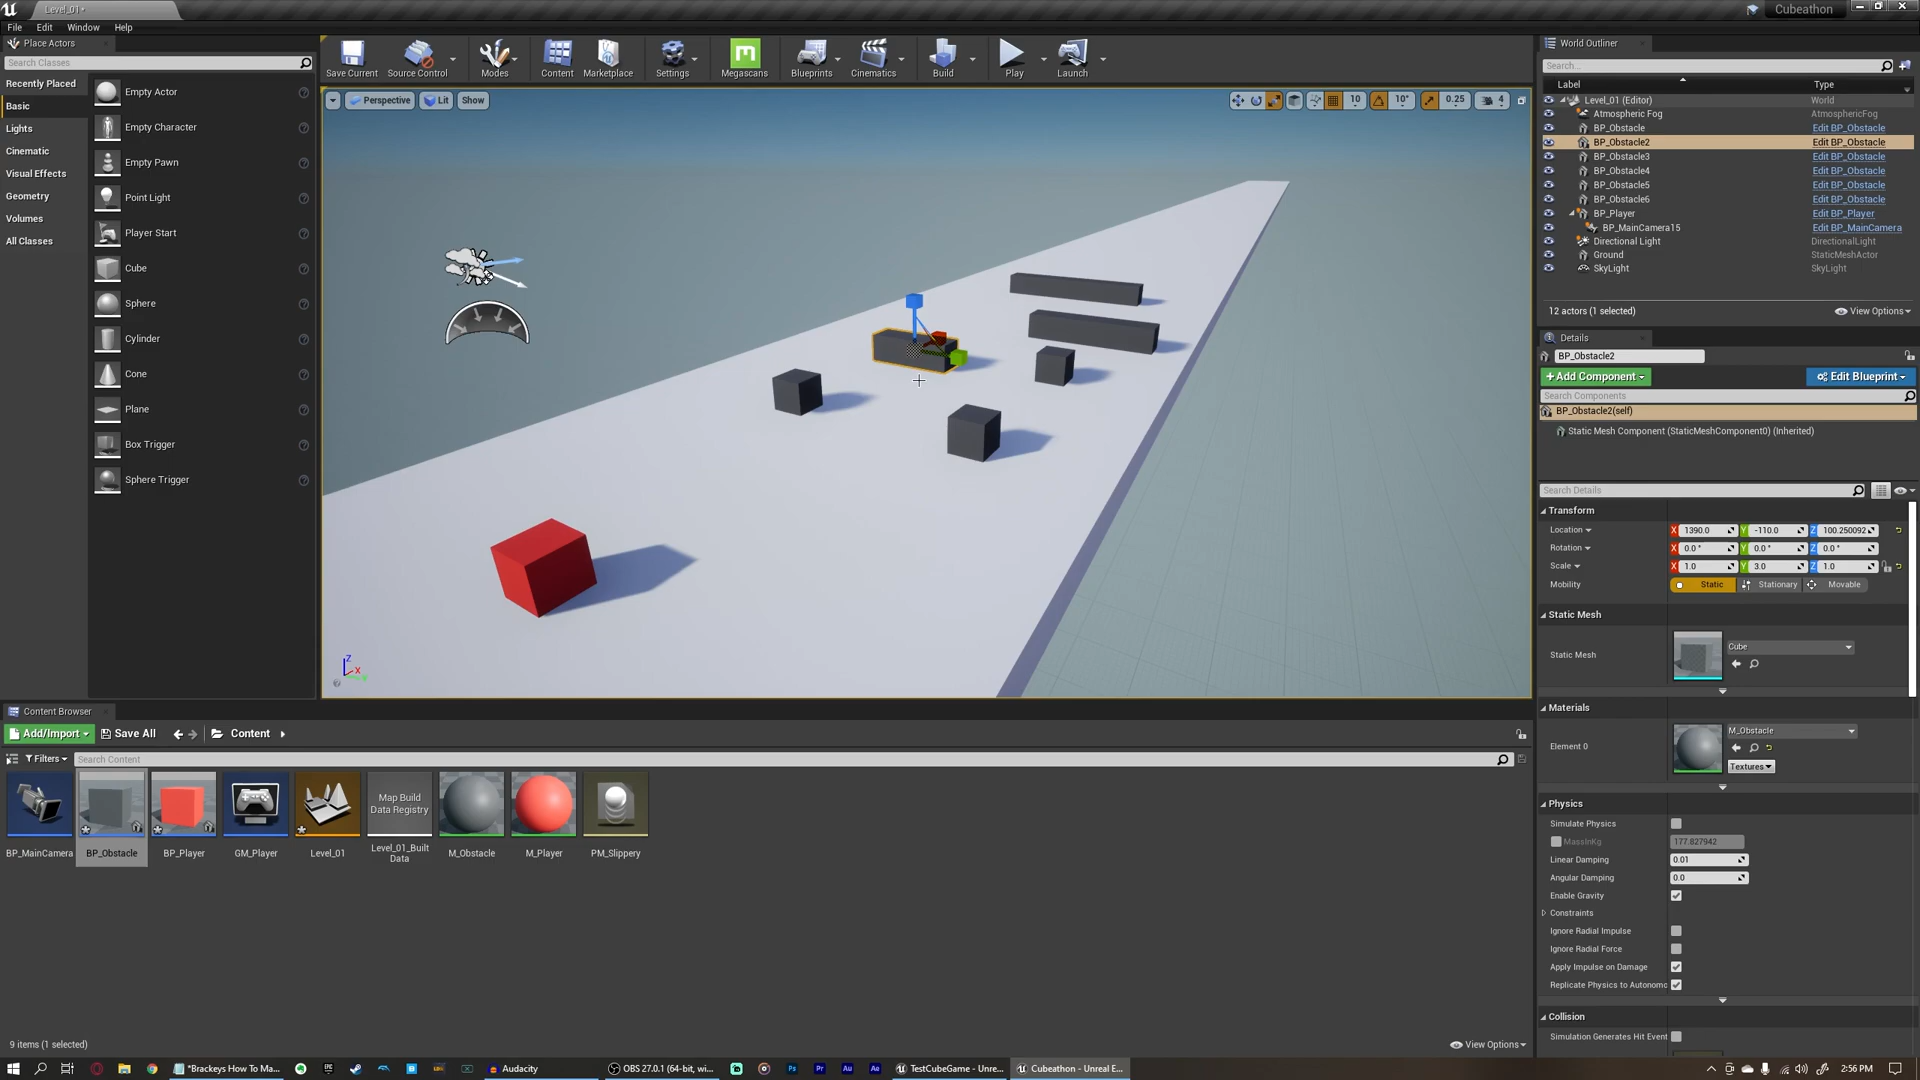 Level_01*
Cubeathon
File Edit Window Help
Place Actors
Search Classes
Recently Placed
Basic
Lights
Cinematic
Visual Effects
Geometry
Volumes
All Classes
Empty Actor
Empty Character
Empty Pawn
Point Light
Player Start
Cube
Sphere
Cylinder
Cone
Plane
Box Trigger
Sphere Trigger
Save Current
Source Control
Modes
Content
Marketplace
Settings
Megascans
Blueprints
Cinematics
Build
Play
Launch
Perspective
Lit
Show
10
10°
0.25
4
World Outliner
Search...
Label Type
Level_01 (Editor) World
Atmospheric Fog AtmosphericFog
BP_Obstacle Edit BP_Obstacle
BP_Obstacle2 Edit BP_Obstacle
BP_Obstacle3 Edit BP_Obstacle
BP_Obstacle4 Edit BP_Obstacle
BP_Obstacle5 Edit BP_Obstacle
BP_Obstacle6 Edit BP_Obstacle
BP_Player Edit BP_Player
BP_MainCamera15 Edit BP_MainCamera
Directional Light DirectionalLight
Ground StaticMeshActor
SkyLight SkyLight
12 actors (1 selected) View Options
Details
BP_Obstacle2
+ Add Component Edit Blueprint
Search Components
BP_Obstacle2(self)
Static Mesh Component (StaticMeshComponent0) (Inherited)
Search Details
Transform
Location X 1390.0 Y -110.0 Z 100.250092
Rotation X 0.0 ° Y 0.0 ° Z 0.0 °
Scale X 1.0 Y 3.0 Z 1.0
Mobility Static Stationary Movable
Static Mesh
Static Mesh Cube
Materials
Element 0 M_Obstacle
Textures
Physics
Simulate Physics
MassInKg 177.827942
Linear Damping 0.01
Angular Damping 0.0
Enable Gravity
Constraints
Ignore Radial Impulse
Ignore Radial Force
Apply Impulse on Damage
Replicate Physics to Autonomo
Collision
Simulation Generates Hit Event
Z
X
Content Browser
Add/Import Save All Content
Filters Search Content
BP_MainCamera
BP_Obstacle
BP_Player
GM_Player
Level_01
Map Build
Data Registry
Level_01_Built
Data
M_Obstacle
M_Player
PM_Slippery
9 items (1 selected) View Options
*Brackeys How To Ma...
Audacity
OBS 27.0.1 (64-bit, wi...
Ps
Pr
Au
Ae
TestCubeGame - Unre...
Cubeathon - Unreal E...
2:56 PM